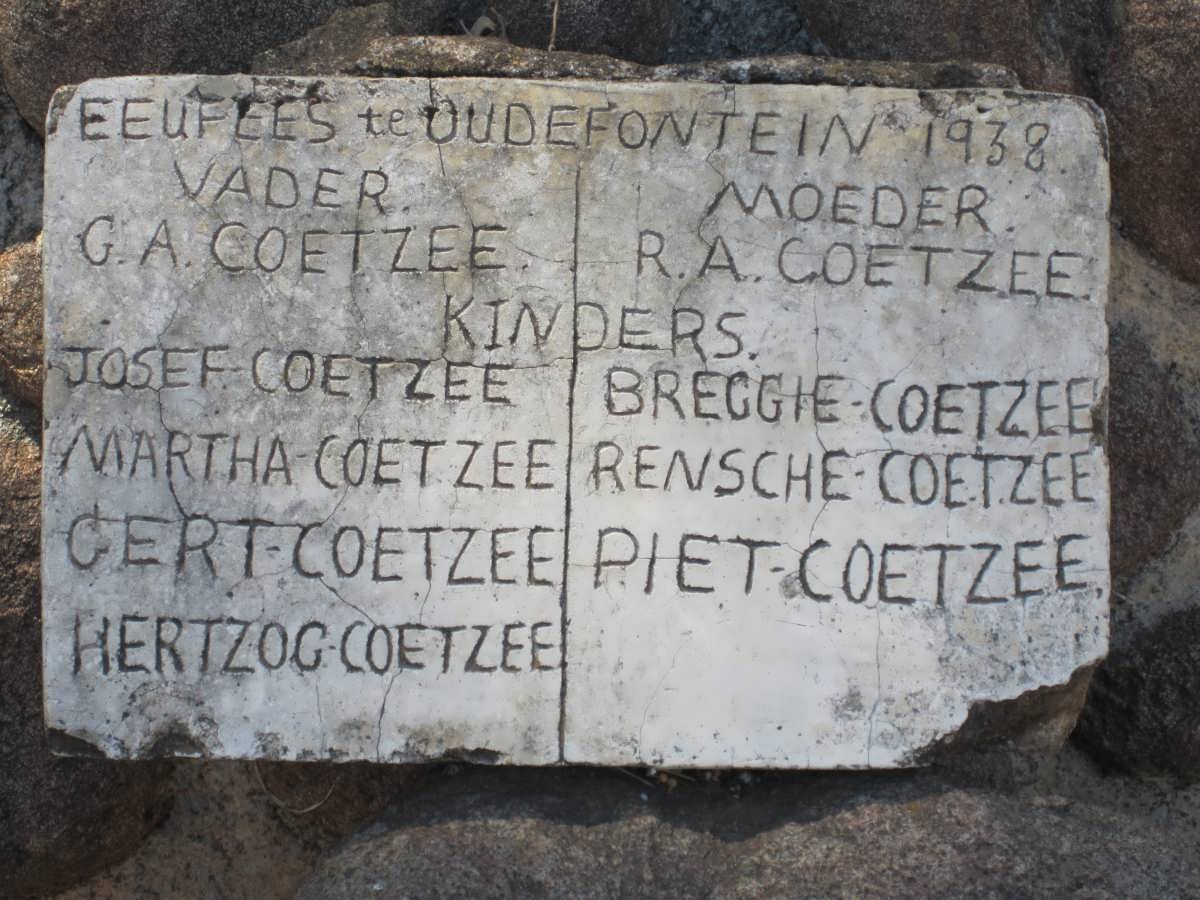 EEUFEES te OUDEFONTEIN 1938
VADER. MOEDER.
G. A. COETZEE. R. A. COETZEE.
KINDERS.
JOSEF-COETZEE BREGGIE-COETZEE
MARTHA-COETZEE RENSCHE-COETZEE
GERT-COETZEE PIET-COETZEE.
HERTZOG-COETZEE